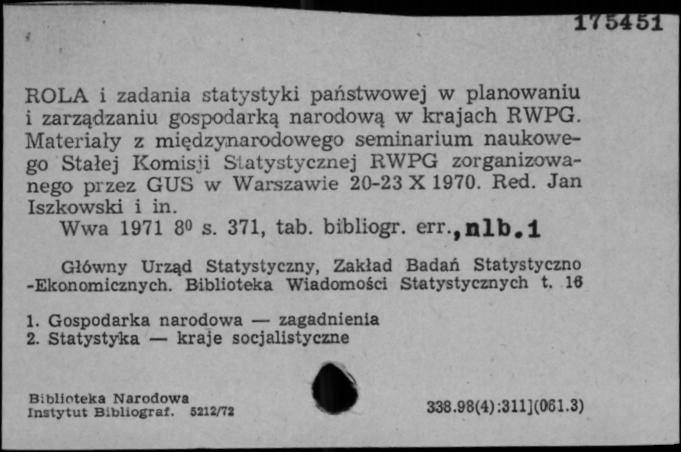 175451
ROLA i zadania statystyki państwowej w planowaniu
i zarządzaniu gospodarką narodową w krajach RWPG.
Materiały z międzynarodowego seminarium naukowe-
go Stałej Komisji Statystycznej RWPG zorganizowa-
nego przez GUS w Warszawie 20-23 X 1970. Red. Jan
Iszkowski i in.
Wwa 1971 8⁰ s. 371, tab. bibliogr. err., nlb. 1
Główny Urząd Statystyczny, Zakład Badań Statystyczno
-Ekonomicznych. Biblioteka Wiadomości Statystycznych t. 16
1. Gospodarka narodowa — zagadnienia
2. Statystyka — kraje socjalistyczne
Biblioteka Narodowa
Instytut Bibliograf. 5212/72
338.98(4):311](061.3)